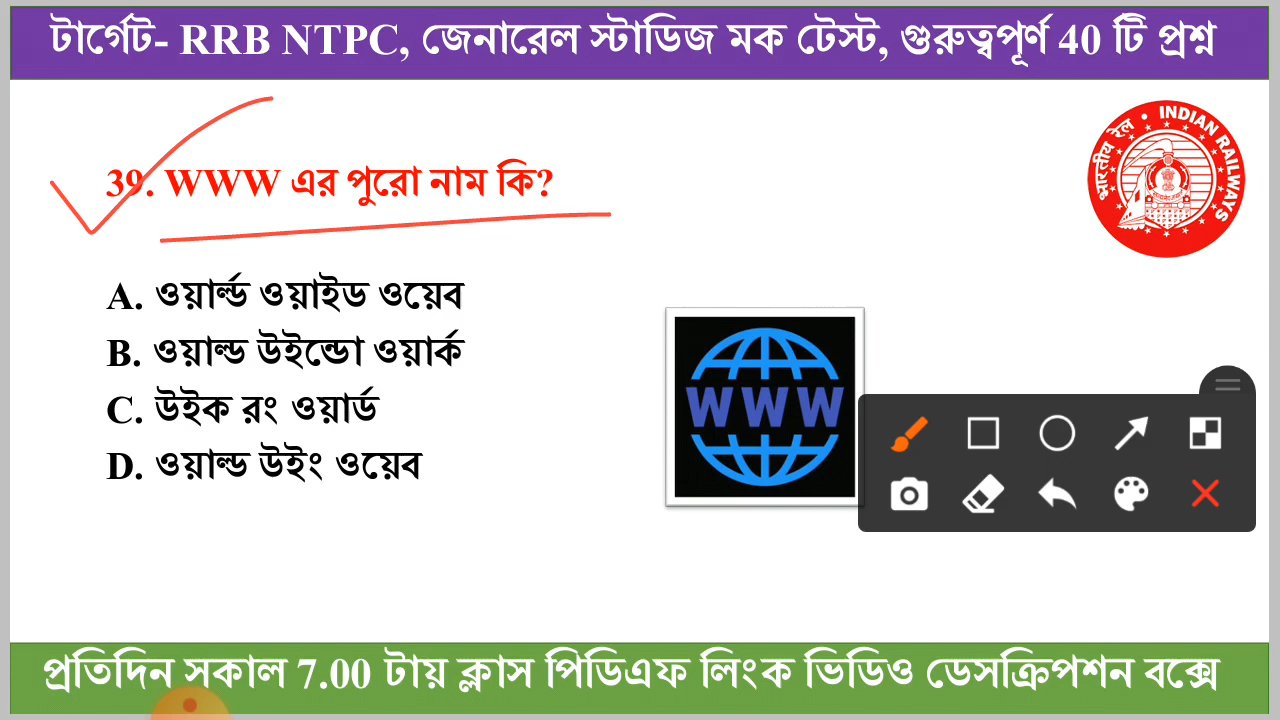 টার্গেট- RRB NTPC, জেনারেল স্টাডিজ মক টেস্ট, গুরুত্বপূর্ণ 40 টি প্রশ্ন
भारतीय रेल • INDIAN RAILWAYS
39. WWW এর পুরো নাম কি?
A. ওয়ার্ল্ড ওয়াইড ওয়েব
B. ওয়াল্ড উইন্ডো ওয়ার্ক
C. উইক রং ওয়ার্ড
D. ওয়াল্ড উইং ওয়েব
WWW
প্রতিদিন সকাল 7.00 টায় ক্লাস পিডিএফ লিংক ভিডিও ডেসক্রিপশন বক্সে